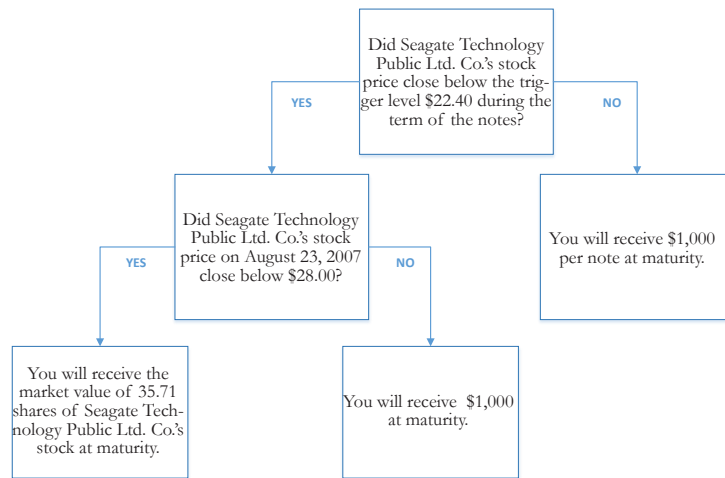 Did Seagate Technology
Public Ltd. Co.'s stock
price close below the trig-
ger level $22.40 during the
term of the notes?
YES
NO
Did Seagate Technology
Public Ltd. Co.'s stock
price on August 23, 2007
close below $28.00?
You will receive $1,000
per note at maturity.
YES
NO
You will receive the
market value of 35.71
shares of Seagate Tech-
nology Public Ltd. Co.'s
stock at maturity.
You will receive $1,000
at maturity.